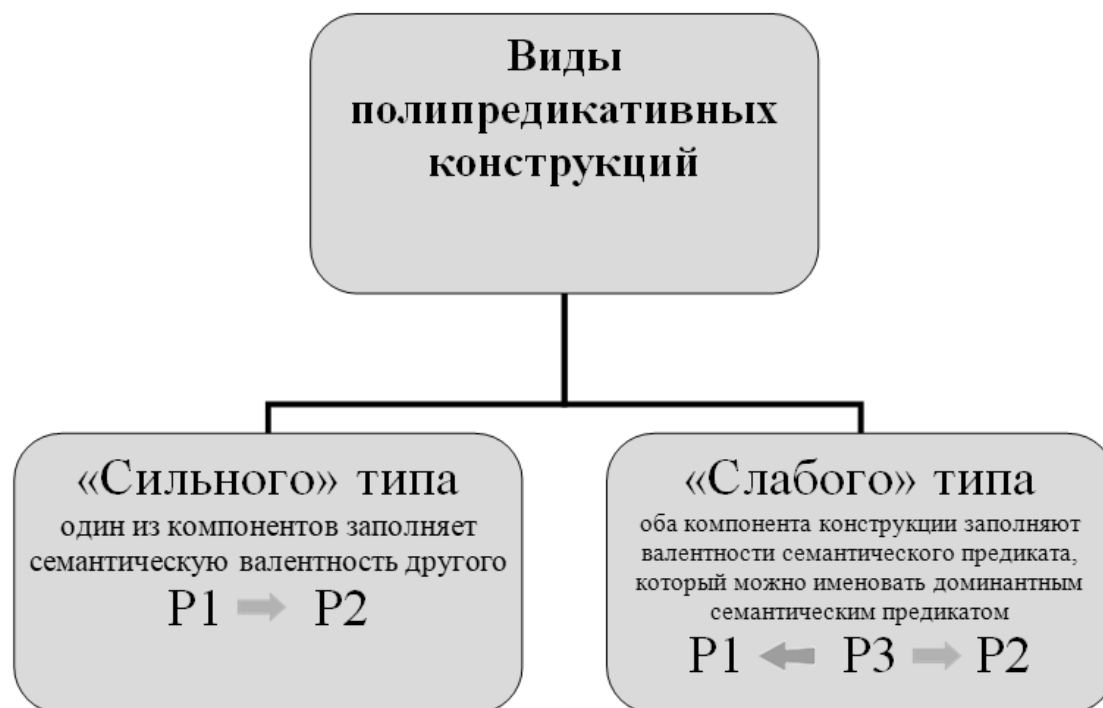 Виды
полипредикативных
конструкций
«Сильного» типа
один из компонентов заполняет
семантическую валентность другого
P1 P2
«Слабого» типа
оба компонента конструкции заполняют
валентности семантического предиката,
который можно именовать доминантным
семантическим предикатом
P1 P3 P2